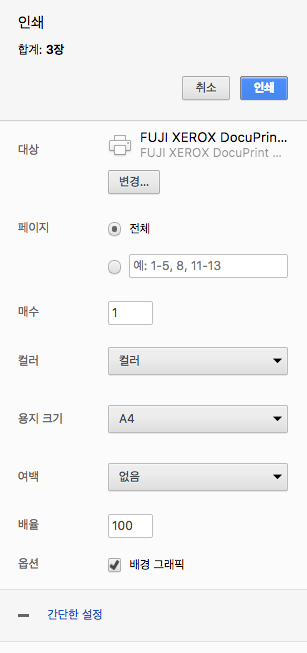 인쇄
합계: 3장
취소
인쇄
대상
FUJI XEROX DocuPrin...
FUJI XEROX DocuPrint ...
변경...
페이지
전체
예: 1-5, 8, 11-13
매수
1
컬러
컬러
용지 크기
A4
여백
없음
배율
100
옵션
배경 그래픽
간단한 설정